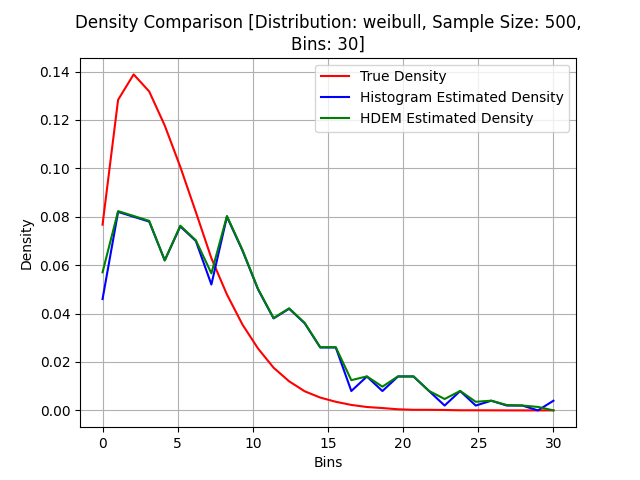 Density Comparison [Distribution: weibull, Sample Size: 500,
Bins: 30]
True Density
Histogram Estimated Density
HDEM Estimated Density
Density
0.14
0.12
0.10
0.08
0.06
0.04
0.02
0.00
0 5 10 15 20 25 30
Bins